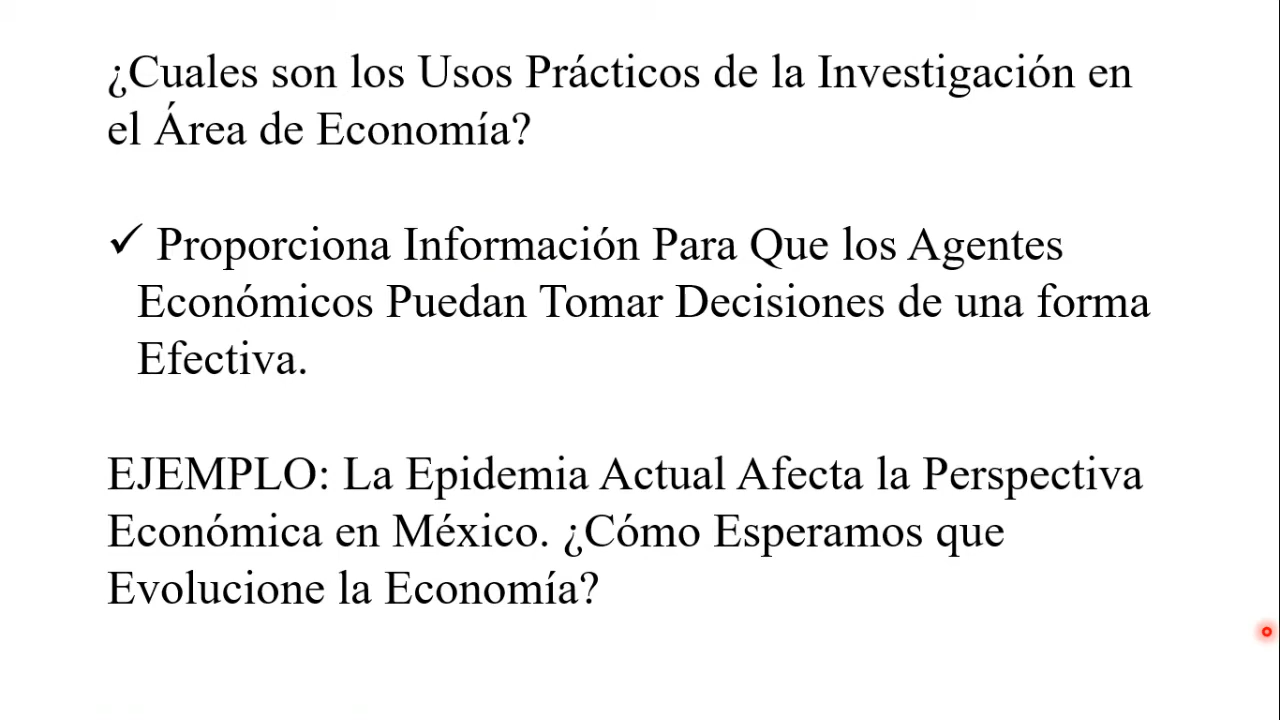 ¿Cuales son los Usos Prácticos de la Investigación en
el Área de Economía?
✓ Proporciona Información Para Que los Agentes
Económicos Puedan Tomar Decisiones de una forma
Efectiva.
EJEMPLO: La Epidemia Actual Afecta la Perspectiva
Económica en México. ¿Cómo Esperamos que
Evolucione la Economía?